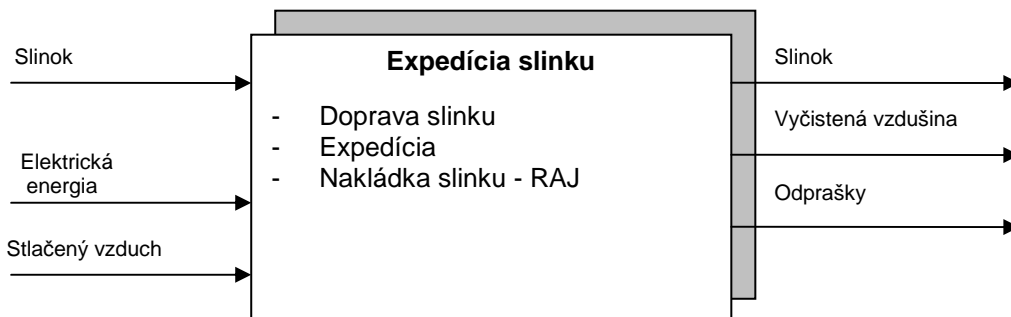 Slinok
Elektrická
energia
Stlačený vzduch
Expedícia slinku
- Doprava slinku
- Expedícia
- Nakládka slinku - RAJ
Slinok
Vyčistená vzdušina
Odprašky